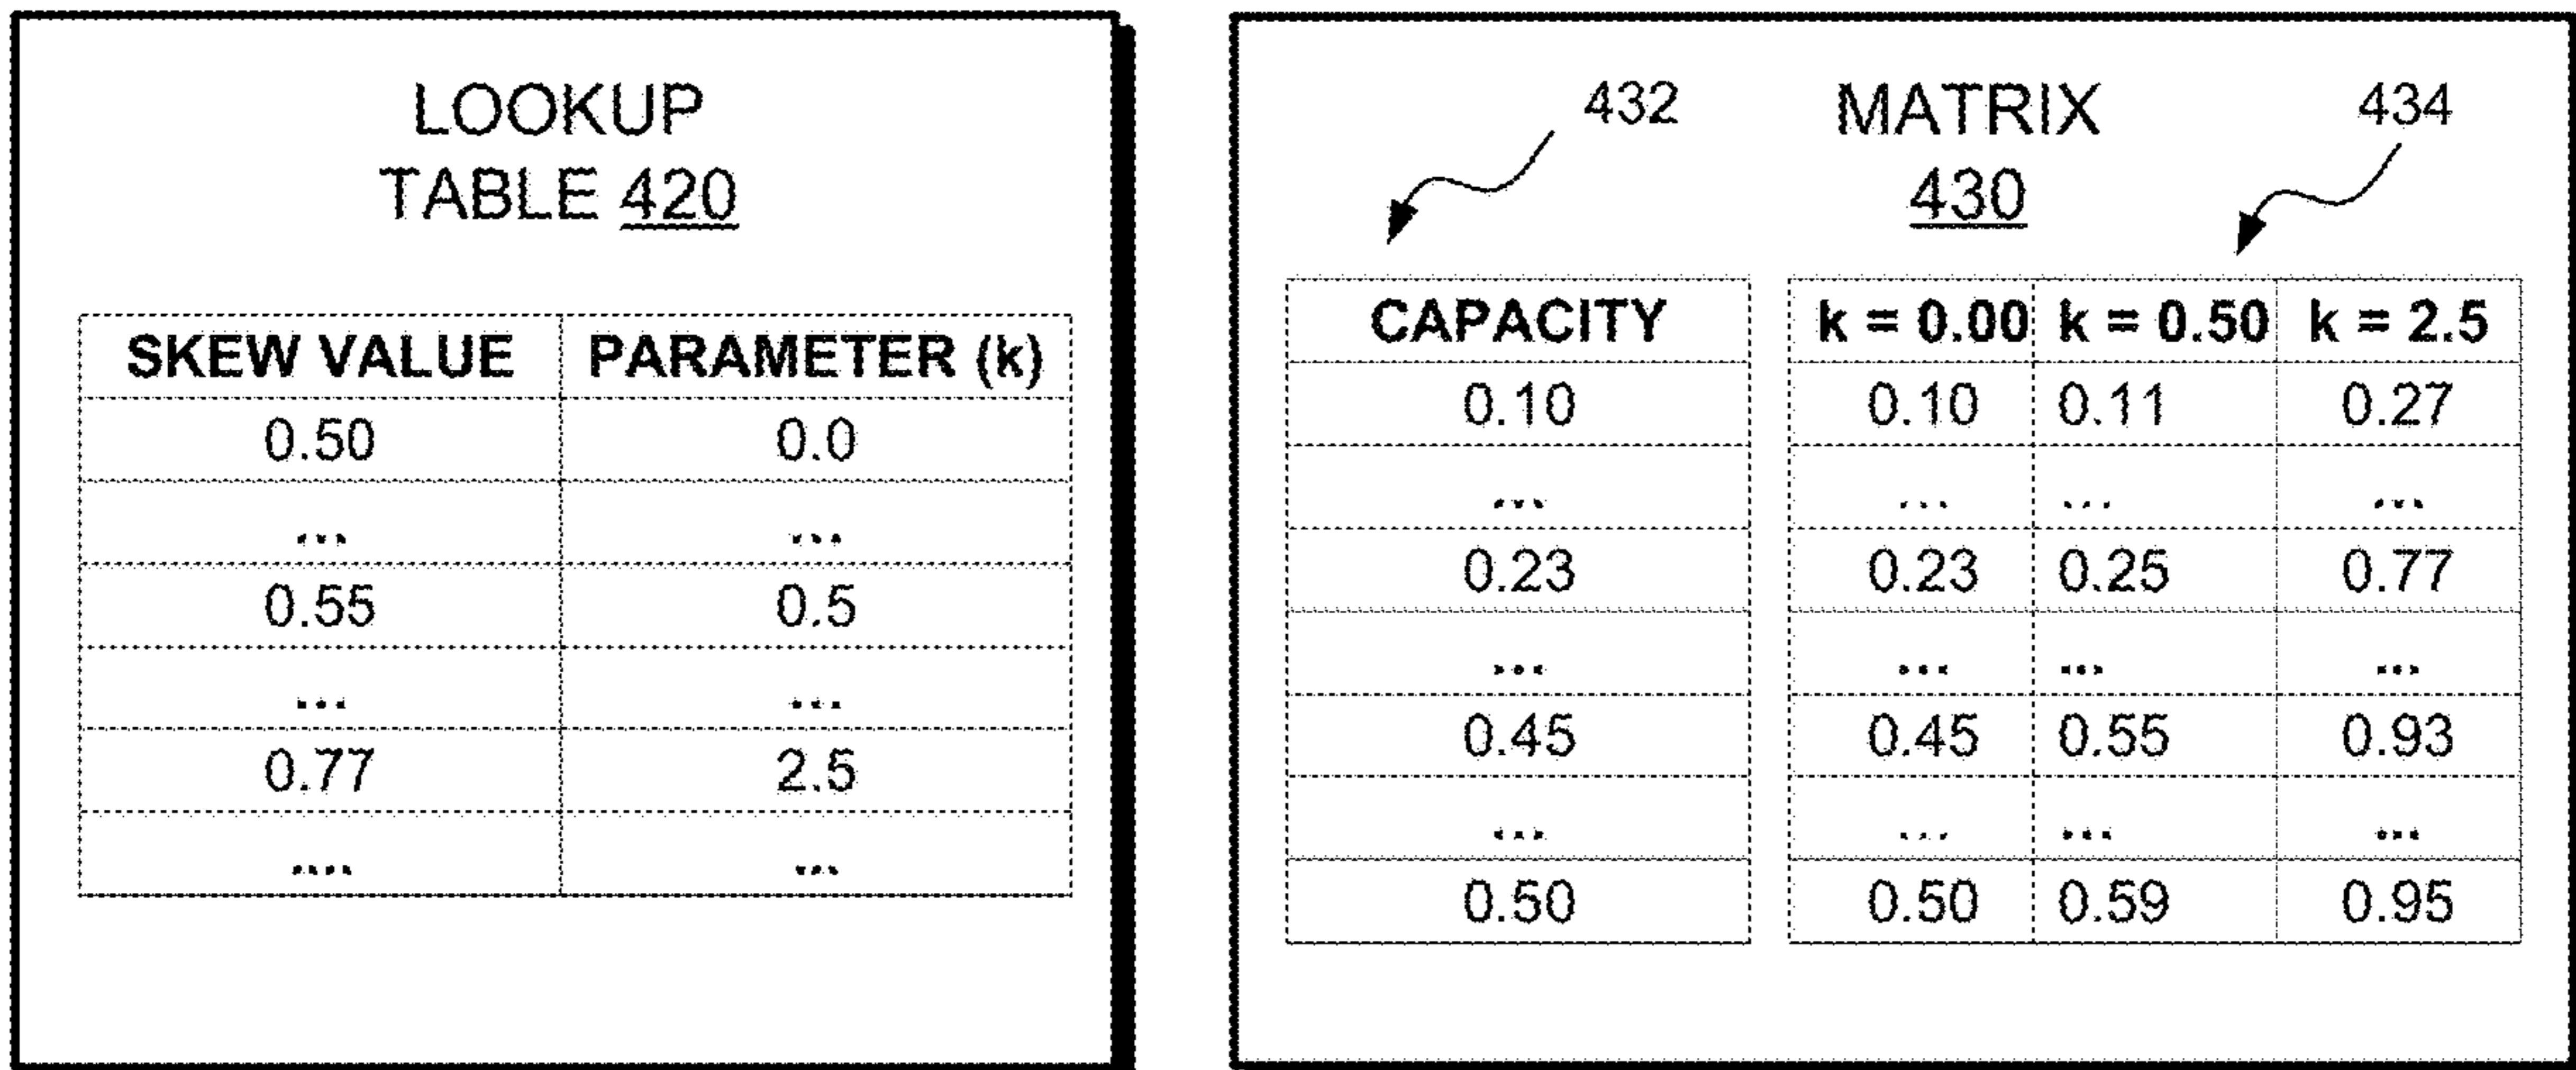 LOOKUP
TABLE 420
SKEW VALUE PARAMETER (k)
0.50 0.0
... ...
0.55 0.5
... ...
0.77 2.5
.... ...
432 MATRIX 434
430
CAPACITY k = 0.00 k = 0.50 k = 2.5
0.10 0.10 0.11 0.27
... ... ... ...
0.23 0.23 0.25 0.77
... ... ... ...
0.45 0.45 0.55 0.93
... ... ... ...
0.50 0.50 0.59 0.95